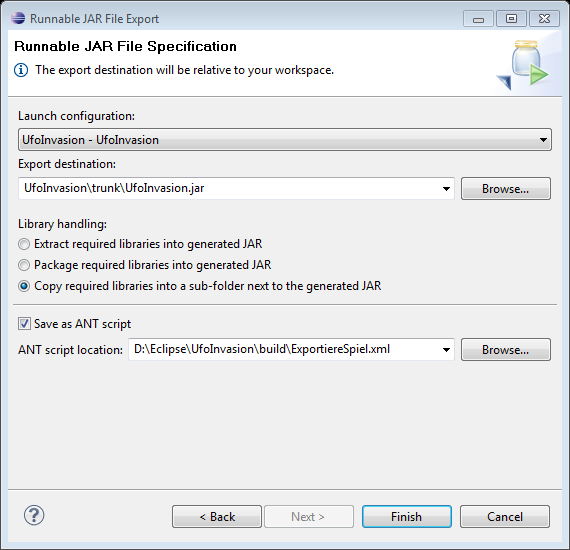 Runnable JAR File Export
Runnable JAR File Specification
The export destination will be relative to your workspace.
Launch configuration:
UfoInvasion - UfoInvasion
Export destination:
UfoInvasion\trunk\UfoInvasion.jar
Browse...
Library handling:
Extract required libraries into generated JAR
Package required libraries into generated JAR
Copy required libraries into a sub-folder next to the generated JAR
Save as ANT script
ANT script location:
D:\Eclipse\UfoInvasion\build\ExportiereSpiel.xml
Browse...
?
< Back
Next >
Finish
Cancel